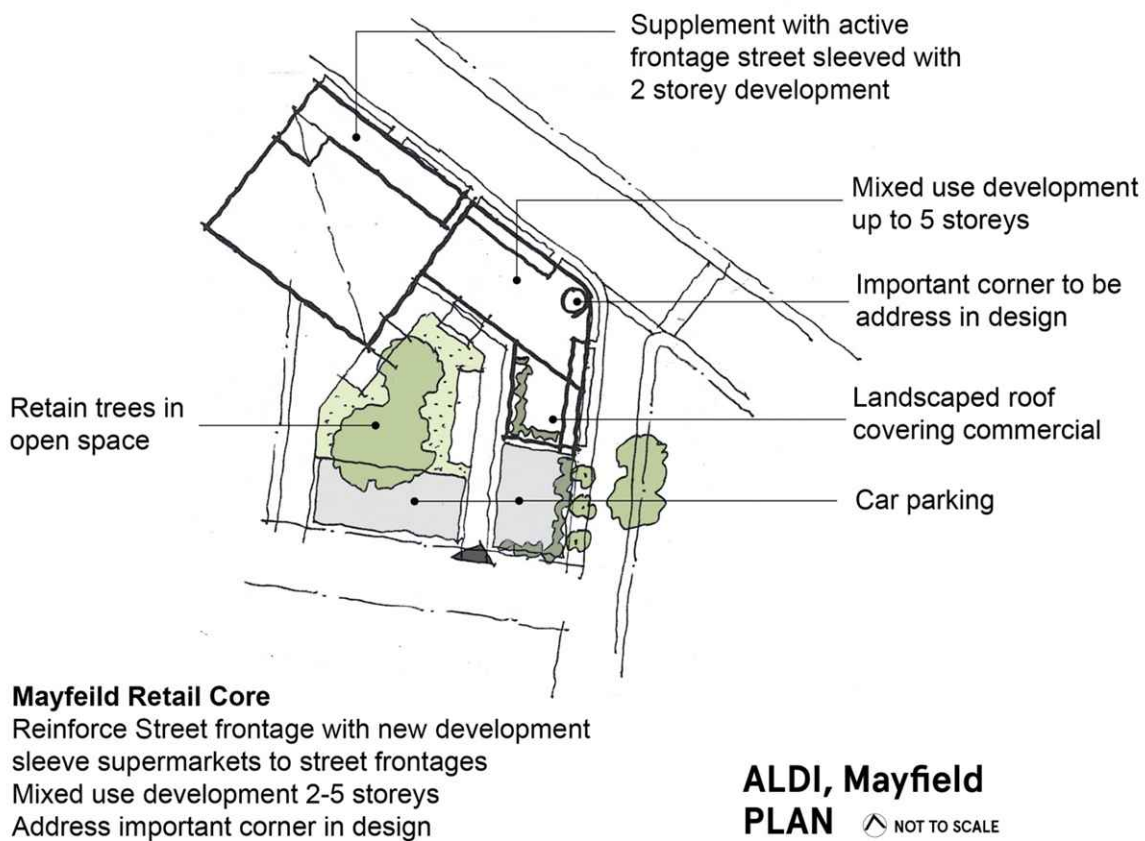 Supplement with active
frontage street sleeved with
2 storey development
Mixed use development
up to 5 storeys
Important corner to be
address in design
Retain trees in
open space
Landscaped roof
covering commercial
Car parking
Mayfeild Retail Core
Reinforce Street frontage with new development
sleeve supermarkets to street frontages
Mixed use development 2-5 storeys
Address important corner in design
ALDI, Mayfield
PLAN NOT TO SCALE